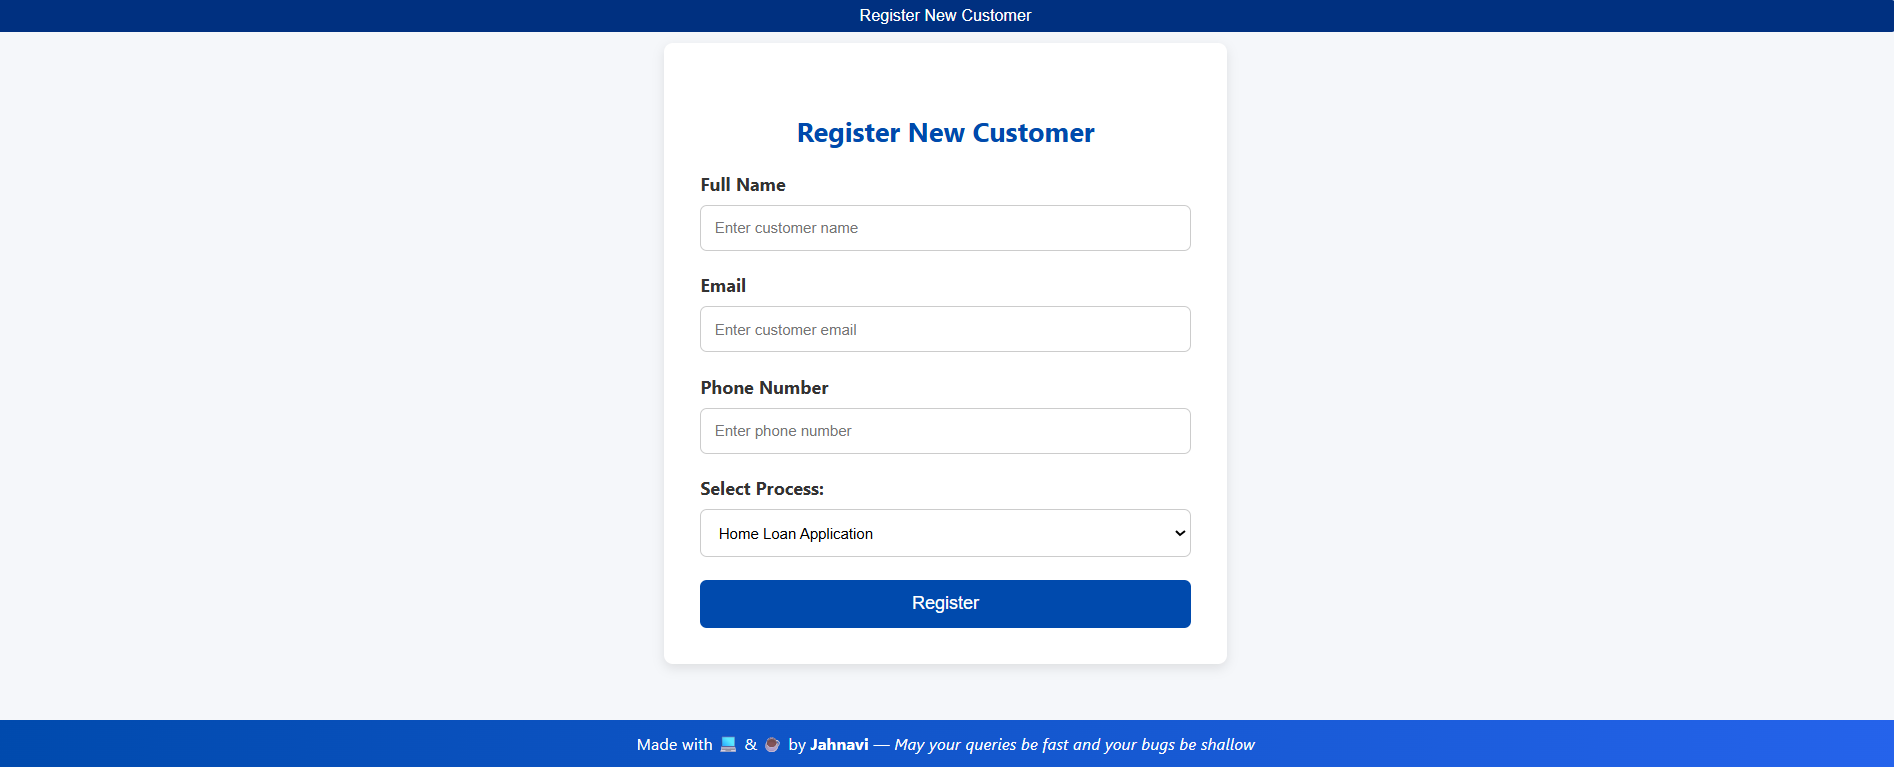 Register New Customer
Register New Customer
Full Name
Enter customer name
Email
Enter customer email
Phone Number
Enter phone number
Select Process:
Home Loan Application
Register
Made with 💻 & ☕ by Jahnavi — May your queries be fast and your bugs be shallow